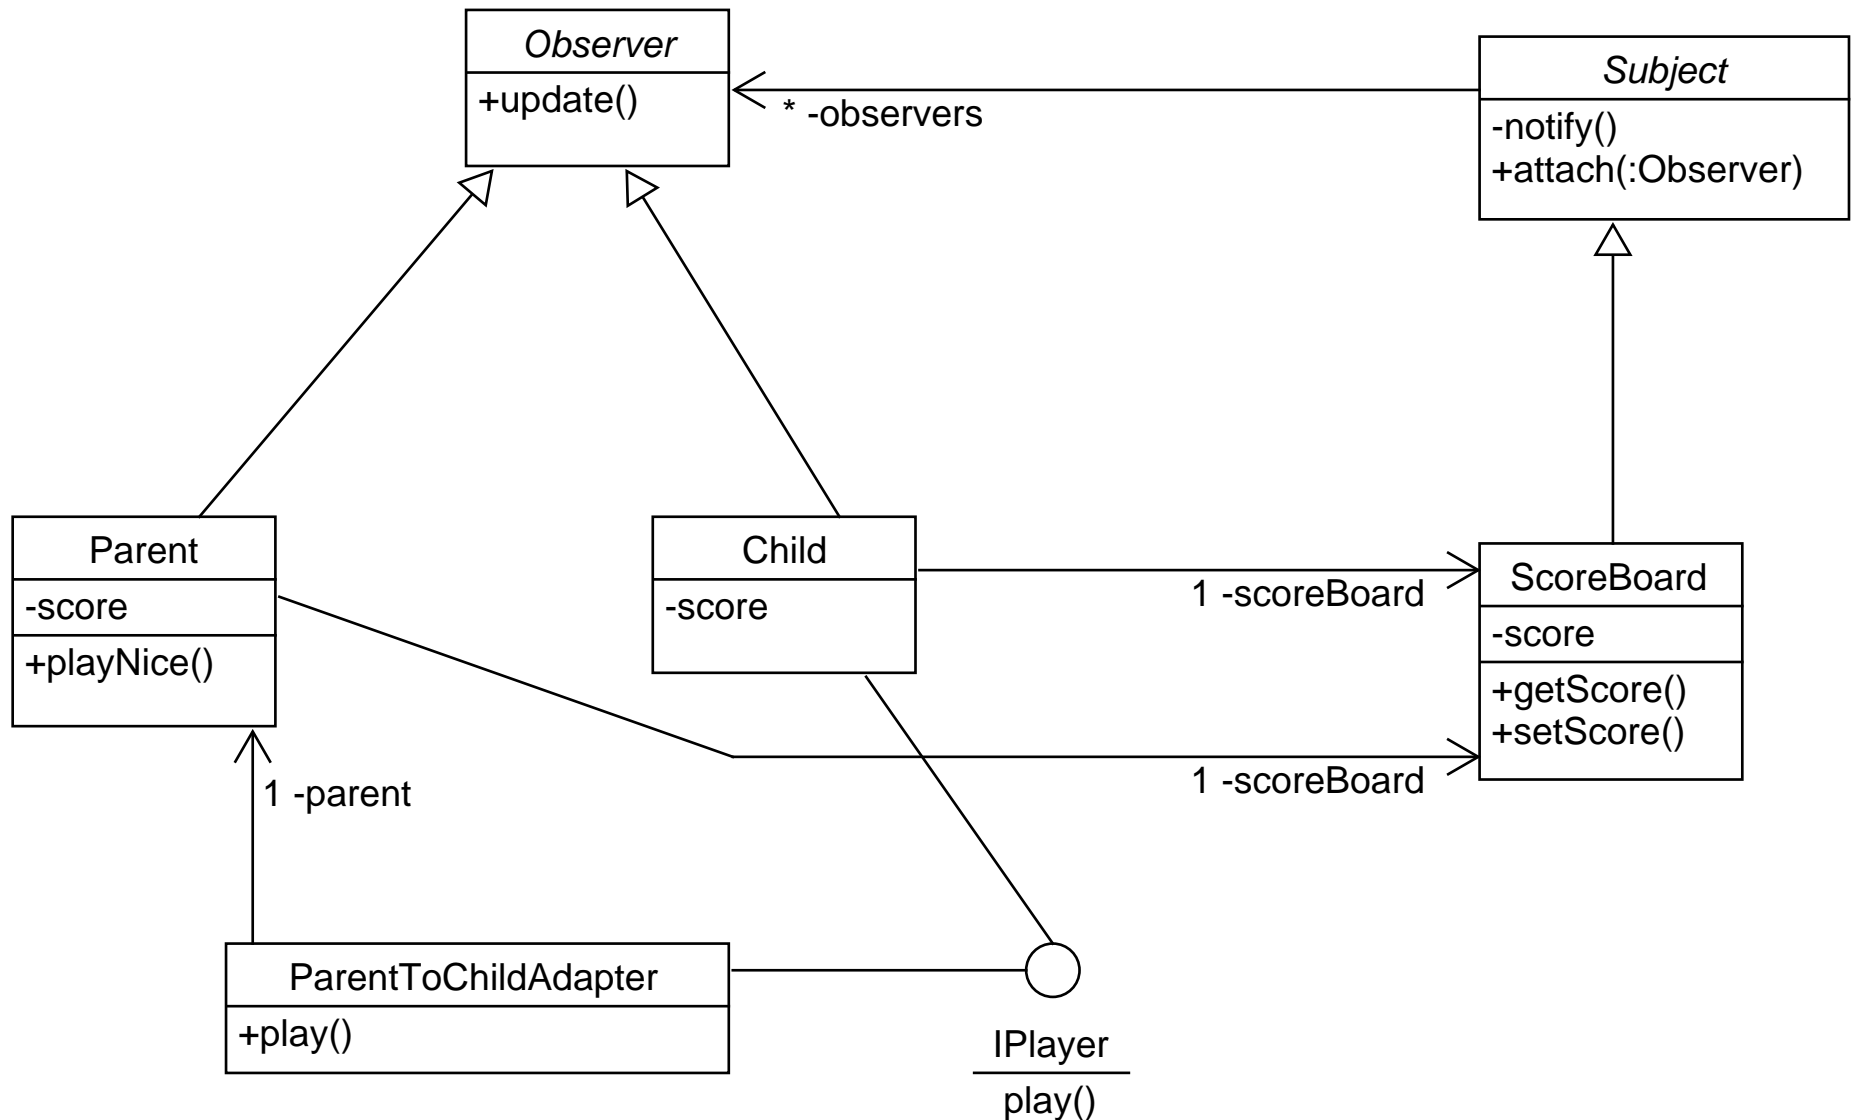 Observer
+update()
* -observers
Subject
-notify()
+attach(:Observer)
Parent
-score
+playNice()
Child
-score
1 -scoreBoard
ScoreBoard
-score
+getScore()
+setScore()
1 -scoreBoard
1 -parent
ParentToChildAdapter
+play()
IPlayer
play()